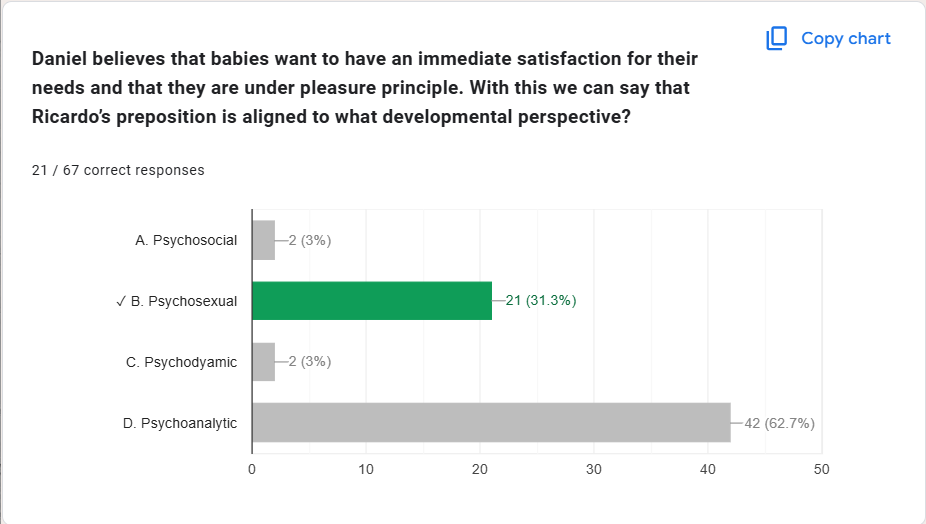 Copy chart
Daniel believes that babies want to have an immediate satisfaction for their
needs and that they are under pleasure principle. With this we can say that
Ricardo’s preposition is aligned to what developmental perspective?
21 / 67 correct responses
A. Psychosocial
2 (3%)
✓ B. Psychosexual
21 (31.3%)
C. Psychodyamic
2 (3%)
D. Psychoanalytic
42 (62.7%)
0 10 20 30 40 50